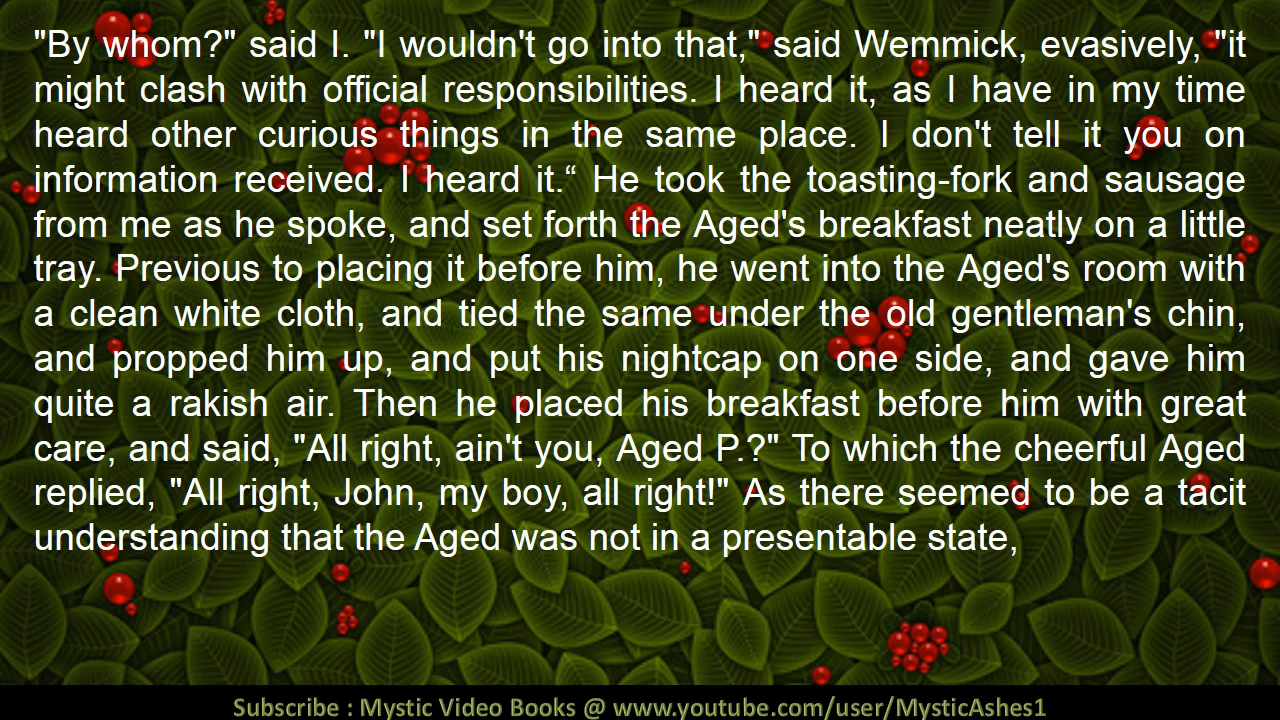 "By whom?" said I. "I wouldn't go into that," said Wemmick, evasively, "it
might clash with official responsibilities. I heard it, as I have in my time
heard other curious things in the same place. I don't tell it you on
information received. I heard it.“ He took the toasting-fork and sausage
from me as he spoke, and set forth the Aged's breakfast neatly on a little
tray. Previous to placing it before him, he went into the Aged's room with
a clean white cloth, and tied the same under the old gentleman's chin,
and propped him up, and put his nightcap on one side, and gave him
quite a rakish air. Then he placed his breakfast before him with great
care, and said, "All right, ain't you, Aged P.?" To which the cheerful Aged
replied, "All right, John, my boy, all right!" As there seemed to be a tacit
understanding that the Aged was not in a presentable state,
Subscribe : Mystic Video Books @ www.youtube.com/user/MysticAshes1